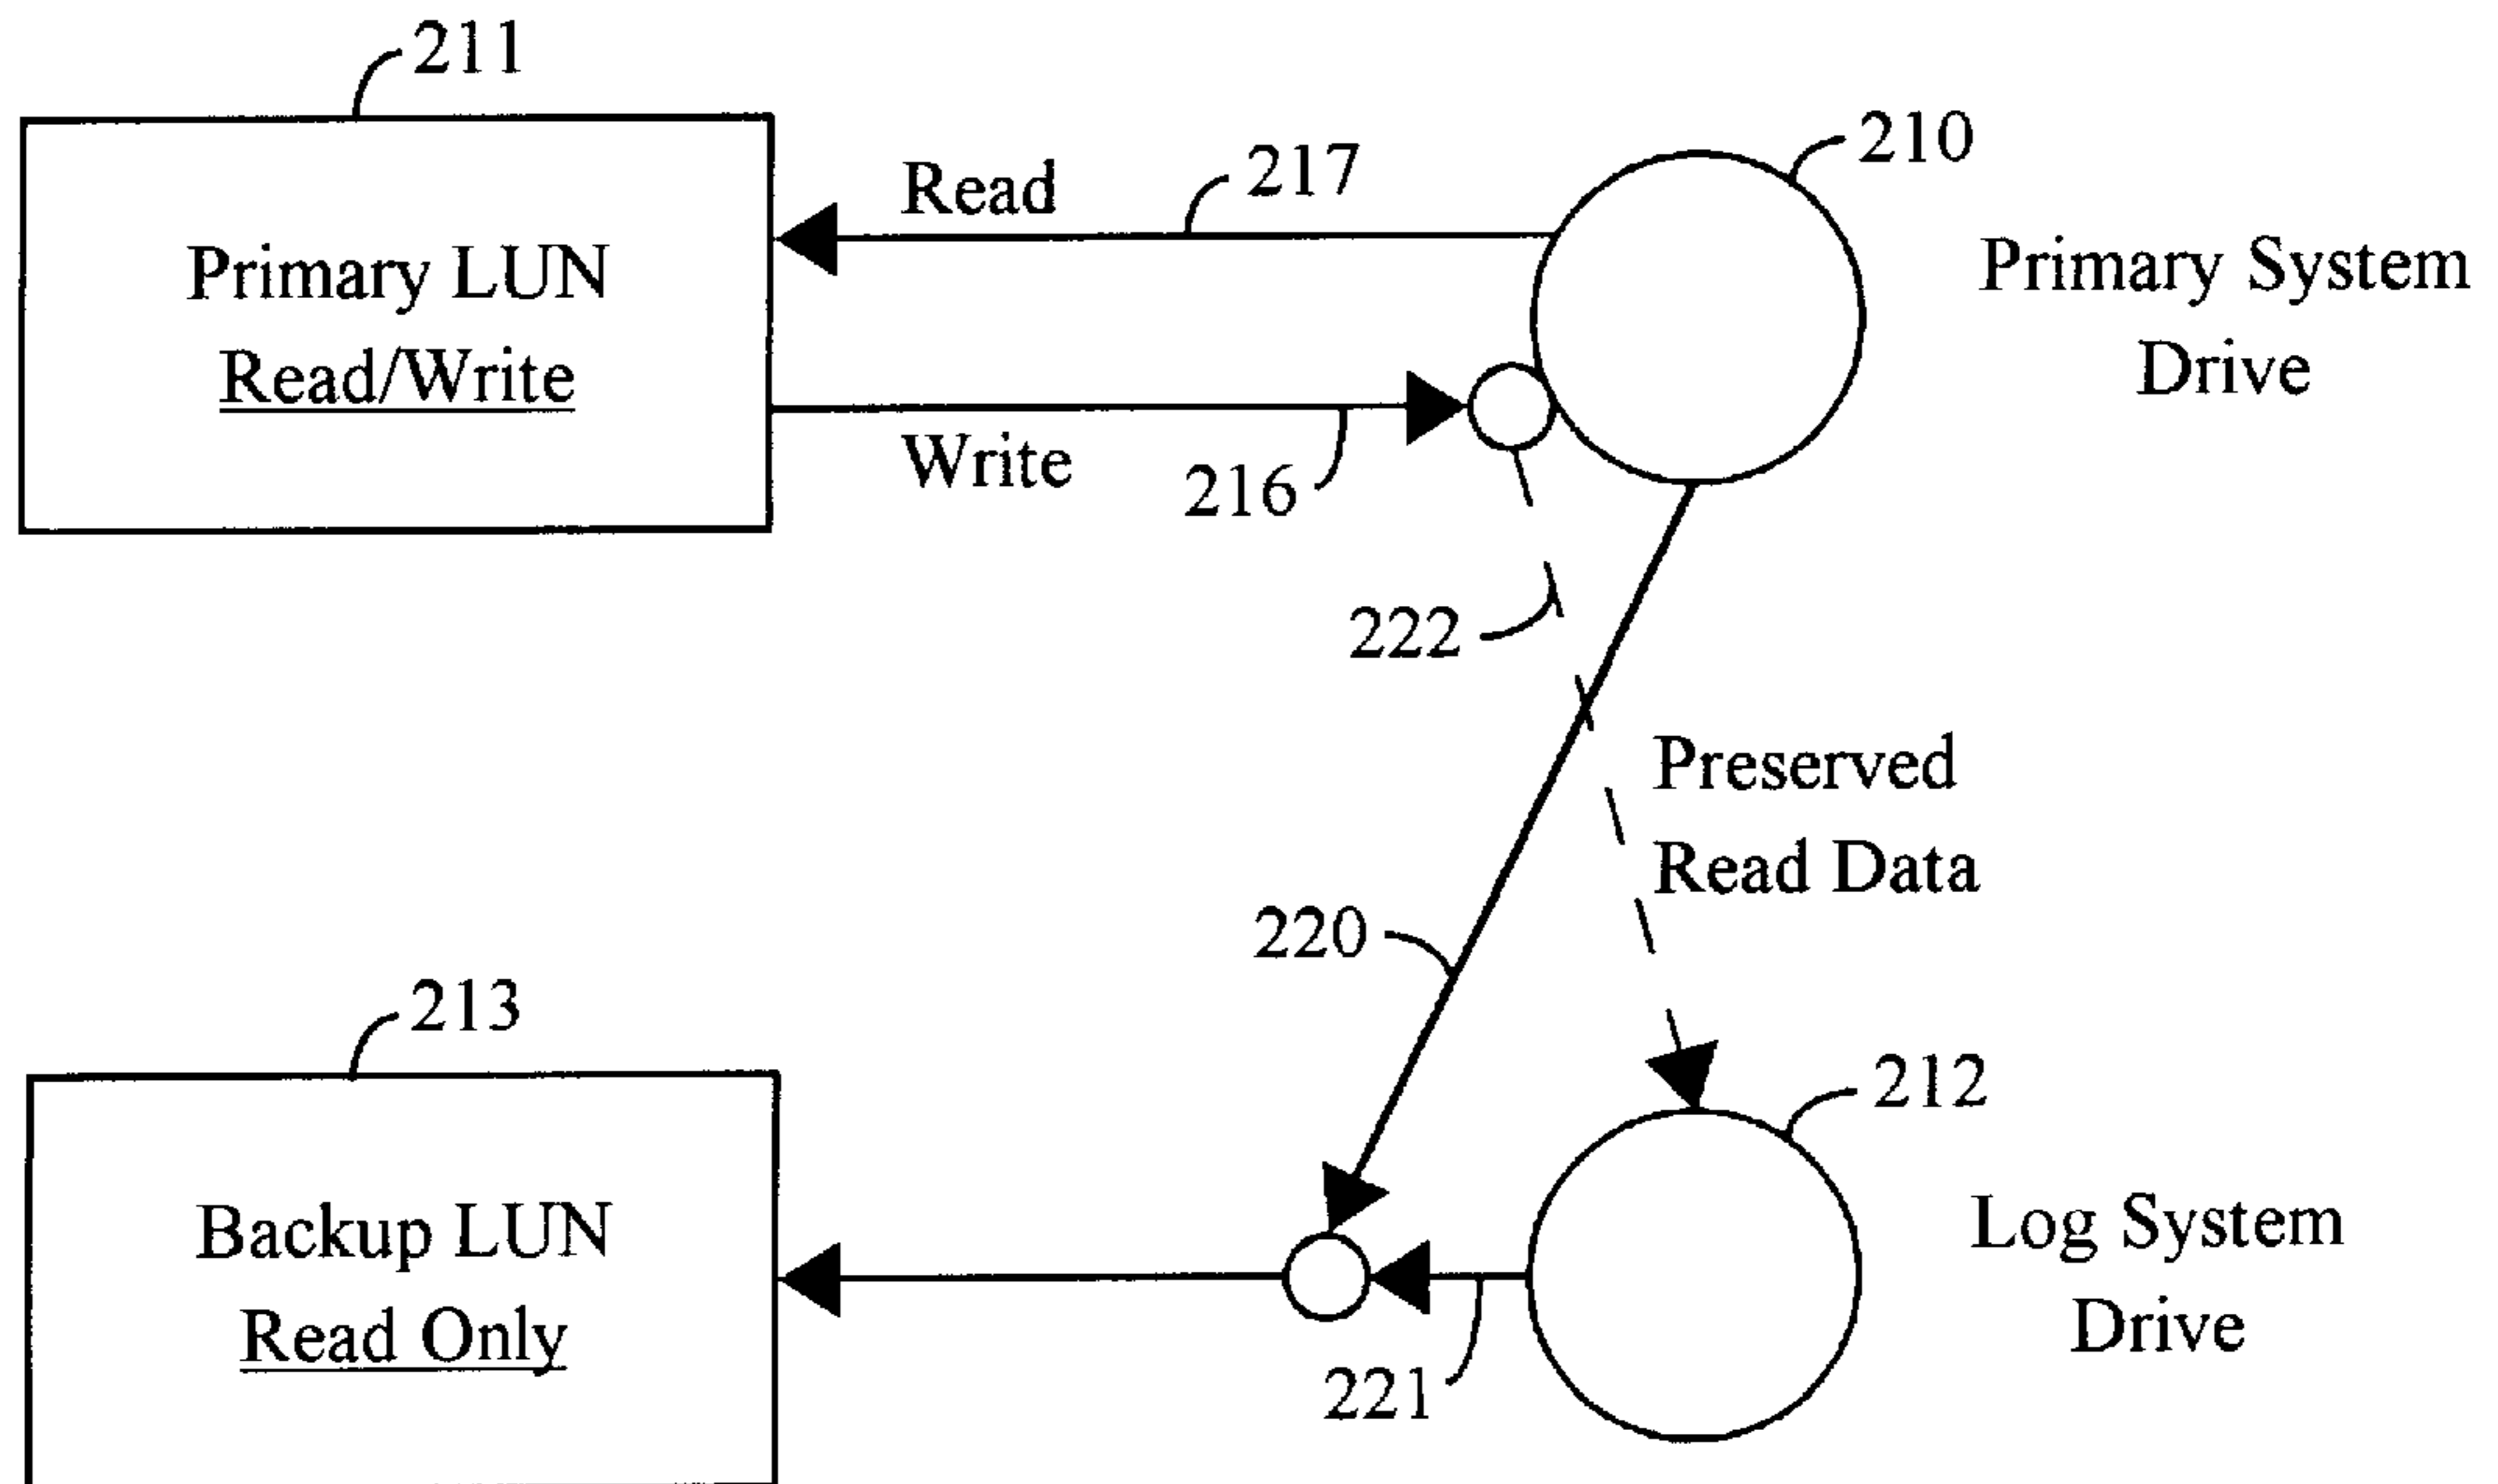 211
210
Read
217
Primary LUN
Read/Write
Primary System
Drive
Write
216
222
Preserved
Read Data
220
213
212
Backup LUN
Read Only
Log System
Drive
221